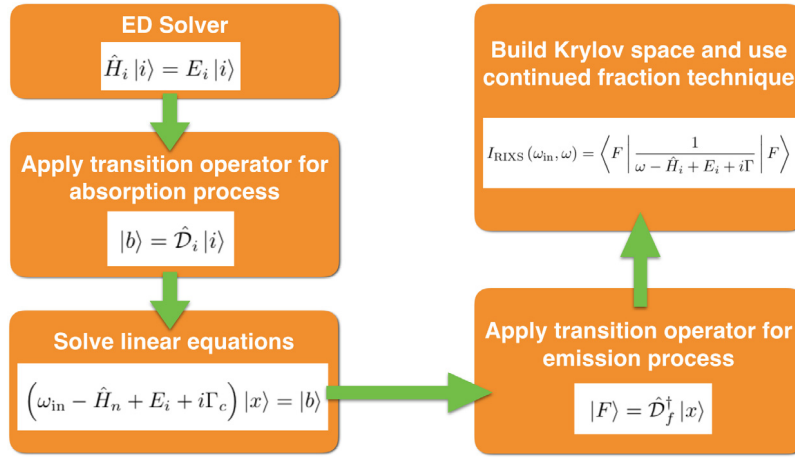 ED Solver
Ĥ_i |i⟩ = E_i |i⟩
Apply transition operator for
absorption process
|b⟩ = 𝒟̂_i |i⟩
Solve linear equations
(ω_in − Ĥ_n + E_i + iΓ_c) |x⟩ = |b⟩
Apply transition operator for
emission process
|F⟩ = 𝒟̂_f^† |x⟩
Build Krylov space and use
continued fraction technique
I_RIXS (ω_in, ω) = ⟨F | 1 / (ω − Ĥ_i + E_i + iΓ) | F⟩